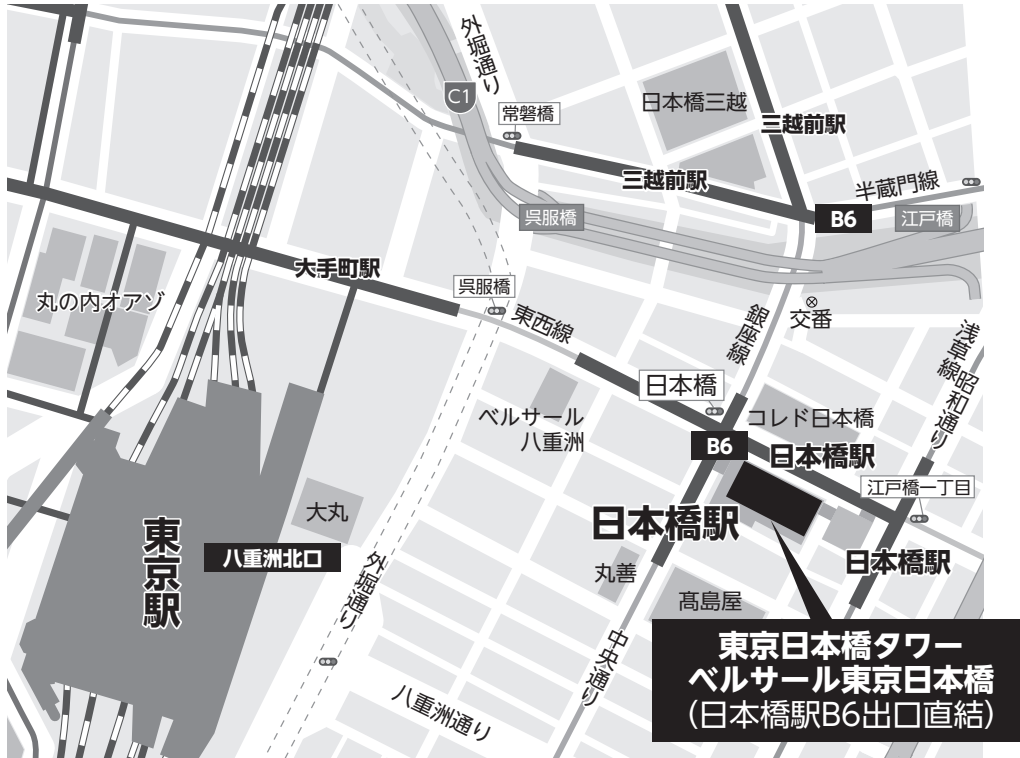 外堀通り
C1
常磐橋
日本橋三越
三越前駅
三越前駅
半蔵門線
B6
江戸橋
呉服橋
大手町駅
呉服橋
丸の内オアゾ
東西線
銀座線
交番
浅草線
昭和通り
日本橋
ベルサール
八重洲
コレド日本橋
B6
日本橋駅
江戸橋一丁目
大丸
日本橋駅
東京駅
八重洲北口
外堀通り
丸善
日本橋駅
髙島屋
中央通り
八重洲通り
東京日本橋タワー
ベルサール東京日本橋
(日本橋駅B6出口直結)